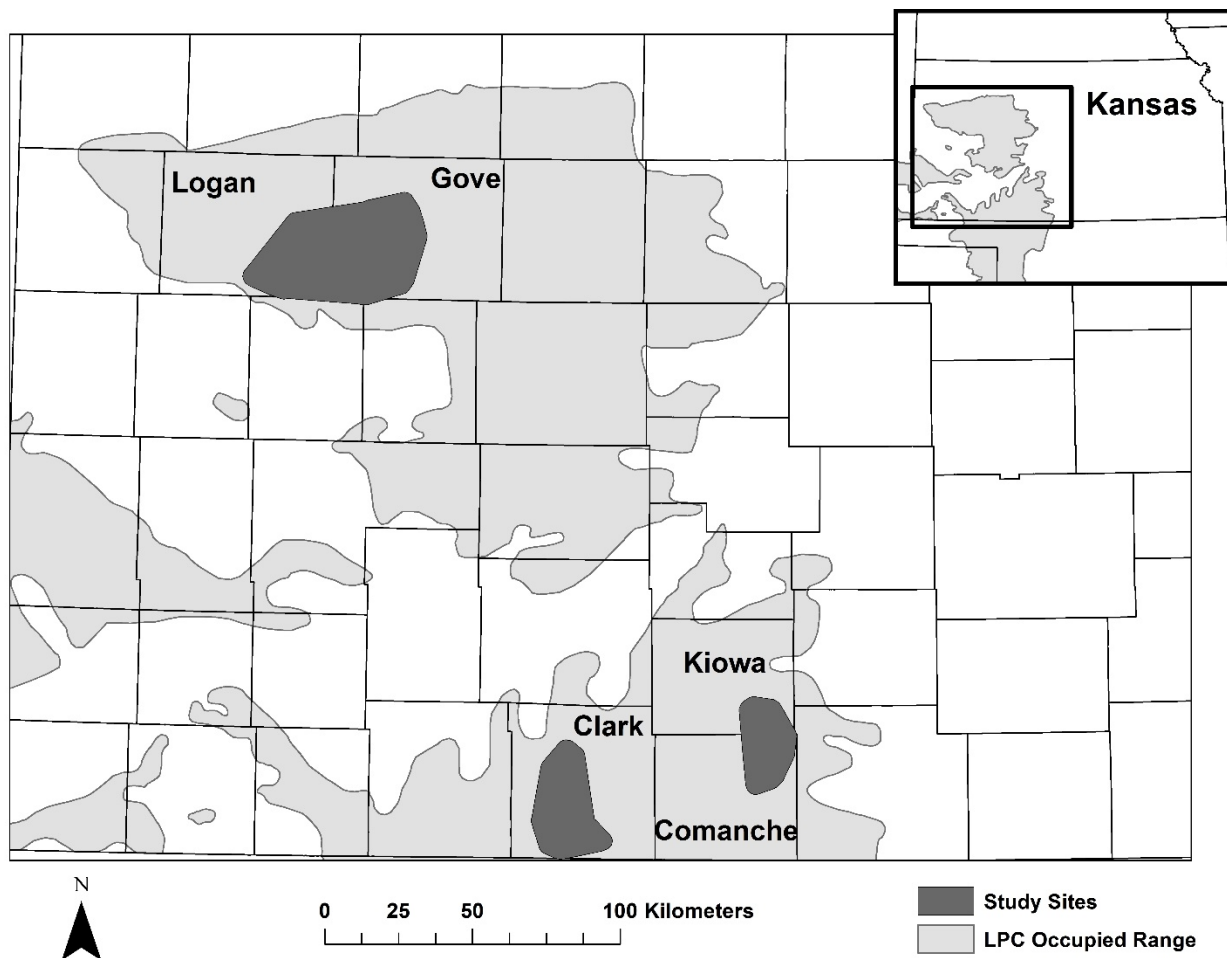 Kansas
Logan
Gove
Kiowa
Clark
Comanche
N
0 25 50 100 Kilometers
Study Sites
LPC Occupied Range